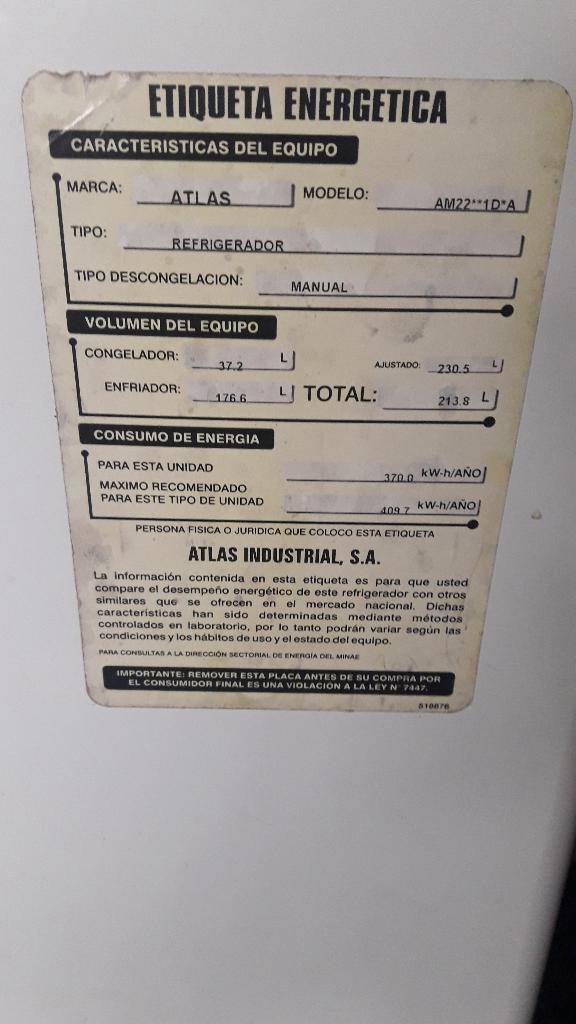 ETIQUETA ENERGETICA
CARACTERISTICAS DEL EQUIPO
MARCA: ATLAS MODELO: AM22**1D*A
TIPO: REFRIGERADOR
TIPO DESCONGELACION: MANUAL
VOLUMEN DEL EQUIPO
CONGELADOR: 37.2 L AJUSTADO: 230.5 L
ENFRIADOR: 176.6 L TOTAL: 213.8 L
CONSUMO DE ENERGIA
PARA ESTA UNIDAD 370.0 kW-h/AÑO
MAXIMO RECOMENDADO
PARA ESTE TIPO DE UNIDAD 409.7 kW-h/AÑO
PERSONA FISICA O JURIDICA QUE COLOCO ESTA ETIQUETA
ATLAS INDUSTRIAL, S.A.
La información contenida en esta etiqueta es para que usted
compare el desempeño energético de este refrigerador con otros
similares que se ofrecen en el mercado nacional. Dichas
características han sido determinadas mediante métodos
controlados en laboratorio, por lo tanto podrán variar según las
condiciones y los hábitos de uso y el estado del equipo.
PARA CONSULTAS A LA DIRECCIÓN SECTORIAL DE ENERGÍA DEL MINAE
IMPORTANTE: REMOVER ESTA PLACA ANTES DE SU COMPRA POR
EL CONSUMIDOR FINAL ES UNA VIOLACION A LA LEY N° 7447.
518876